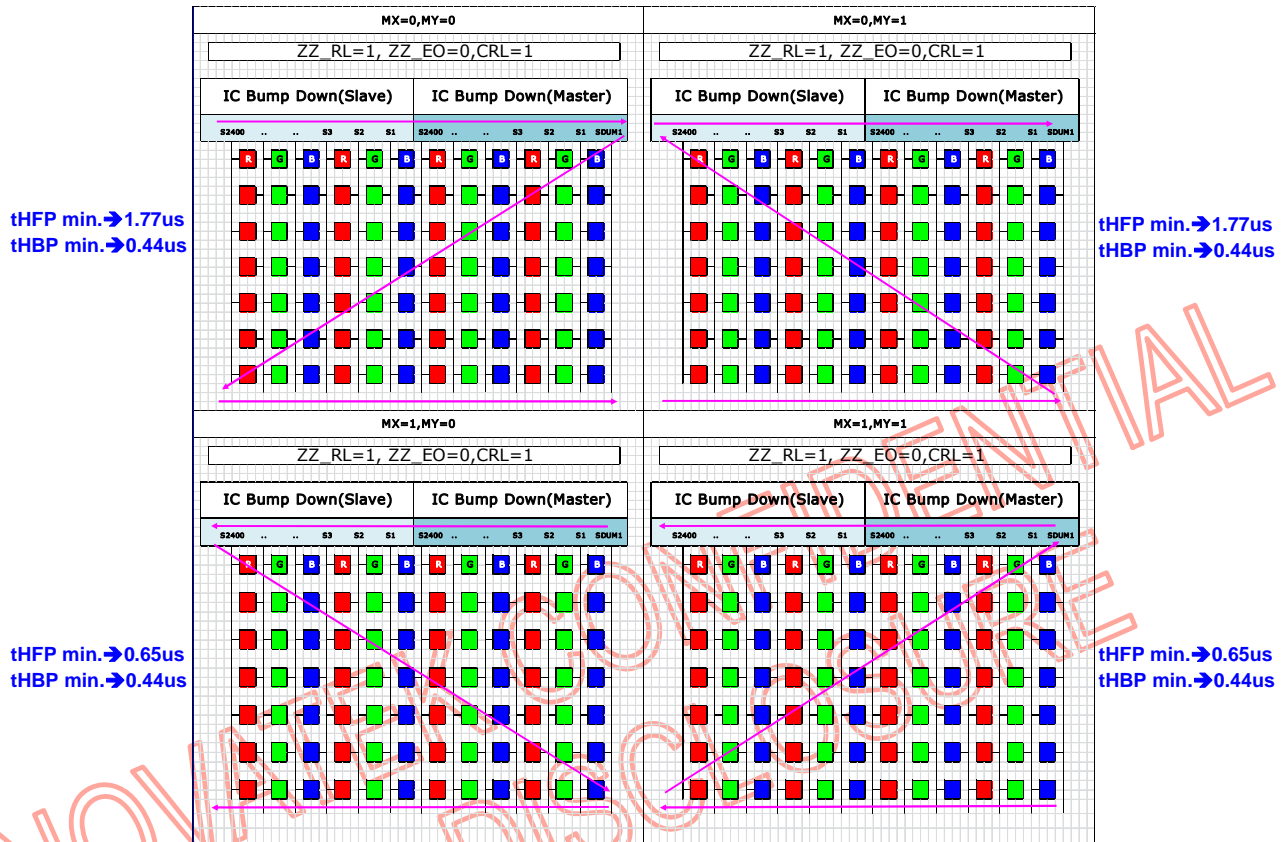 MX=0,MY=0
MX=0,MY=1
ZZ_RL=1, ZZ_EO=0,CRL=1
ZZ_RL=1, ZZ_EO=0,CRL=1
IC Bump Down(Slave) IC Bump Down(Master)
IC Bump Down(Slave) IC Bump Down(Master)
S2400 .. .. S3 S2 S1 S2400 .. .. S3 S2 S1 SDUM1
S2400 .. .. S3 S2 S1 S2400 .. .. S3 S2 S1 SDUM1
R G B R G B R G B R G B
R G B R G B R G B R G B
tHFP min.➔1.77us
tHBP min.➔0.44us
tHFP min.➔1.77us
tHBP min.➔0.44us
MX=1,MY=0
MX=1,MY=1
ZZ_RL=1, ZZ_EO=0,CRL=1
ZZ_RL=1, ZZ_EO=0,CRL=1
IC Bump Down(Slave) IC Bump Down(Master)
IC Bump Down(Slave) IC Bump Down(Master)
S2400 .. .. S3 S2 S1 S2400 .. .. S3 S2 S1 SDUM1
S2400 .. .. S3 S2 S1 S2400 .. .. S3 S2 S1 SDUM1
R G B R G B R G B R G B
R G B R G B R G B R G B
tHFP min.➔0.65us
tHBP min.➔0.44us
tHFP min.➔0.65us
tHBP min.➔0.44us
NOVATEK CONFIDENTIAL
DISCLOSURE